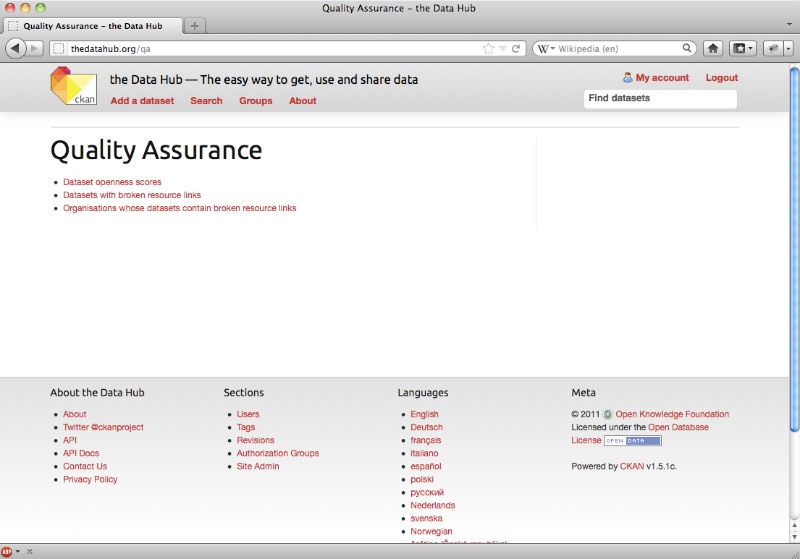 Quality Assurance – the Data Hub
Quality Assurance – the Data Hub
thedatahub.org/qa
Wikipedia (en)
ckan
the Data Hub — The easy way to get, use and share data
My account
Logout
Add a dataset
Search
Groups
About
Find datasets
Quality Assurance
Dataset openness scores
Datasets with broken resource links
Organisations whose datasets contain broken resource links
About the Data Hub
About
Twitter @ckanproject
API
API Docs
Contact Us
Privacy Policy
Sections
Users
Tags
Revisions
Authorization Groups
Site Admin
Languages
English
Deutsch
français
italiano
español
polski
русский
Nederlands
svenska
Norwegian
Meta
© 2011 Open Knowledge Foundation
Licensed under the Open Database
License OPEN DATA
Powered by CKAN v1.5.1c.
ABP